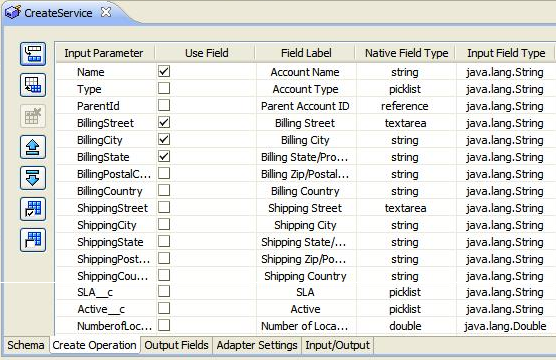 CreateService
Input Parameter Use Field Field Label Native Field Type Input Field Type
Name Account Name string java.lang.String
Type Account Type picklist java.lang.String
ParentId Parent Account ID reference java.lang.String
BillingStreet Billing Street textarea java.lang.String
BillingCity Billing City string java.lang.String
BillingState Billing State/Pro... string java.lang.String
BillingPostalC... Billing Zip/Postal... string java.lang.String
BillingCountry Billing Country string java.lang.String
ShippingStreet Shipping Street textarea java.lang.String
ShippingCity Shipping City string java.lang.String
ShippingState Shipping State/... string java.lang.String
ShippingPost... Shipping Zip/Po... string java.lang.String
ShippingCou... Shipping Country string java.lang.String
SLA__c SLA picklist java.lang.String
Active__c Active picklist java.lang.String
NumberofLoc... Number of Loca... double java.lang.Double
Schema Create Operation Output Fields Adapter Settings Input/Output